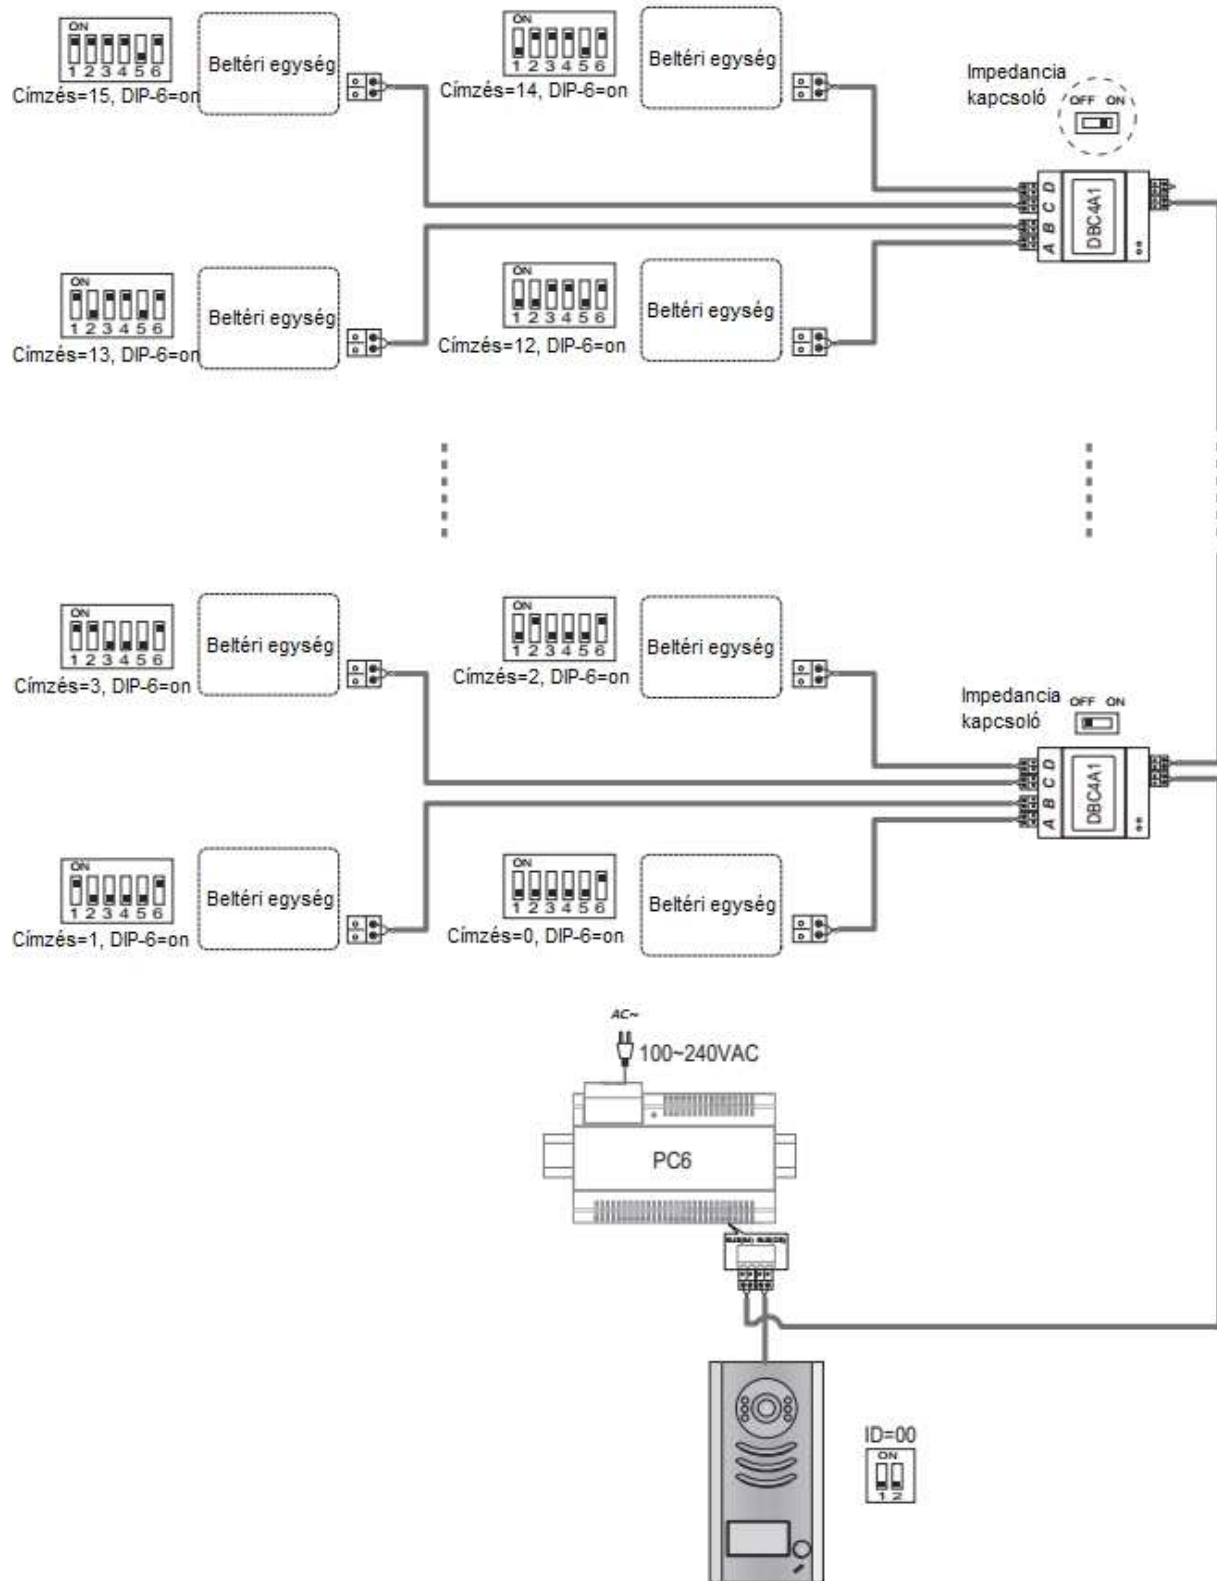 ON
1 2 3 4 5 6
Címzés=15, DIP-6=on
Beltéri egység
ON
1 2 3 4 5 6
Címzés=14, DIP-6=on
Beltéri egység
Impedancia
kapcsoló
OFF ON
A B C D
DBC4A1
ON
1 2 3 4 5 6
Címzés=13, DIP-6=on
Beltéri egység
ON
1 2 3 4 5 6
Címzés=12, DIP-6=on
Beltéri egység
ON
1 2 3 4 5 6
Címzés=3, DIP-6=on
Beltéri egység
ON
1 2 3 4 5 6
Címzés=2, DIP-6=on
Beltéri egység
Impedancia
kapcsoló
OFF ON
A B C D
DBC4A1
ON
1 2 3 4 5 6
Címzés=1, DIP-6=on
Beltéri egység
ON
1 2 3 4 5 6
Címzés=0, DIP-6=on
Beltéri egység
AC~
100~240VAC
PC6
ID=00
ON
1 2